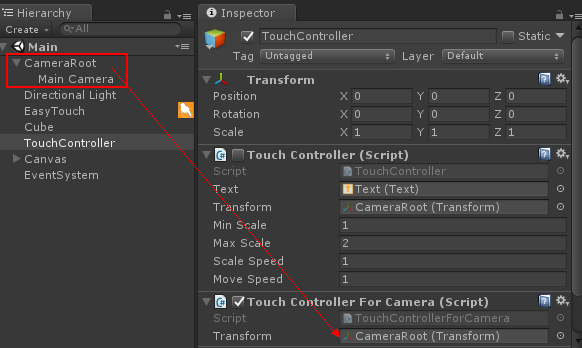 Hierarchy
Create
All
Main
CameraRoot
Main Camera
Directional Light
EasyTouch
Cube
TouchController
Canvas
EventSystem
Inspector
TouchController Static
Tag Untagged Layer Default
Transform
Position X 0 Y 0 Z 0
Rotation X 0 Y 0 Z 0
Scale X 1 Y 1 Z 1
Touch Controller (Script)
Script TouchController
Text Text (Text)
Transform CameraRoot (Transform)
Min Scale 1
Max Scale 2
Scale Speed 1
Move Speed 1
Touch Controller For Camera (Script)
Script TouchControllerForCamera
Transform CameraRoot (Transform)